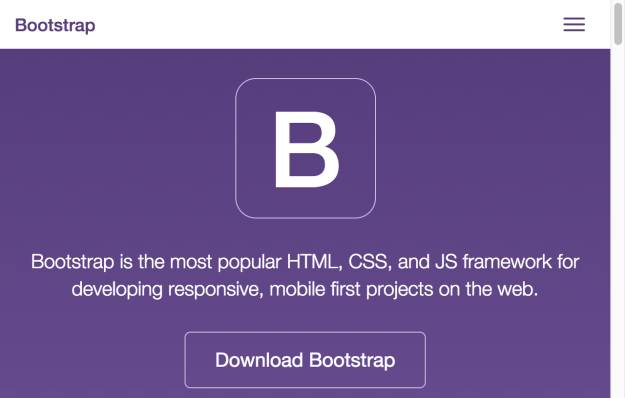 Bootstrap
B
Bootstrap is the most popular HTML, CSS, and JS framework for
developing responsive, mobile first projects on the web.
Download Bootstrap